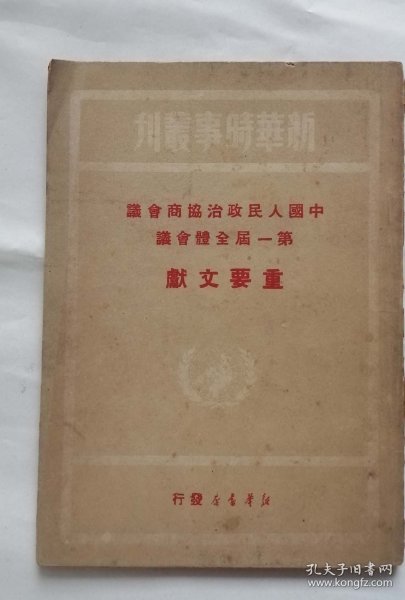 新華時事叢刊
中國人民政治協商會議
第一屆全體會議
重要文獻
新華書店發行
孔夫子旧书网
www.kongfz.com